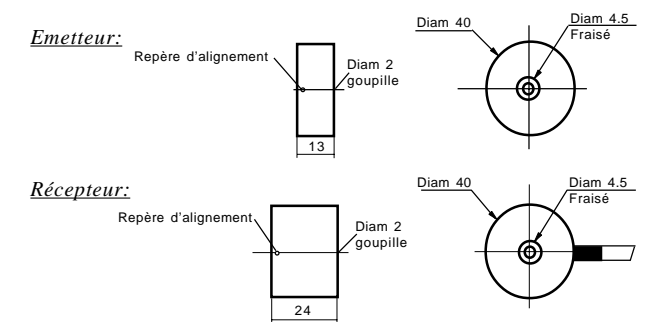 Emetteur:
Repère d'alignement
Diam 2
goupille
13
Diam 40
Diam 4.5
Fraisé
Récepteur:
Repère d'alignement
Diam 2
goupille
24
Diam 40
Diam 4.5
Fraisé